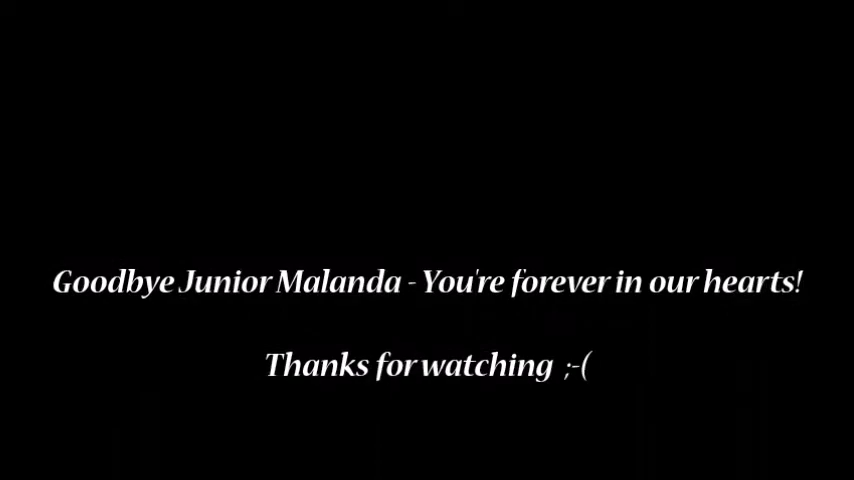 Goodbye Junior Malanda - You're forever in our hearts!
Thanks for watching ;-(